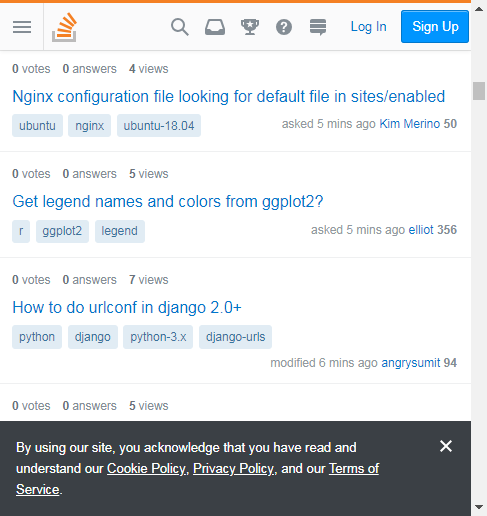 Log In Sign Up
0 votes 0 answers 4 views
Nginx configuration file looking for default file in sites/enabled
ubuntu nginx ubuntu-18.04
asked 5 mins ago Kim Merino 50
0 votes 0 answers 5 views
Get legend names and colors from ggplot2?
r ggplot2 legend
asked 5 mins ago elliot 356
0 votes 0 answers 7 views
How to do urlconf in django 2.0+
python django python-3.x django-urls
modified 6 mins ago angrysumit 94
0 votes 0 answers 5 views
By using our site, you acknowledge that you have read and
understand our Cookie Policy, Privacy Policy, and our Terms of
Service.